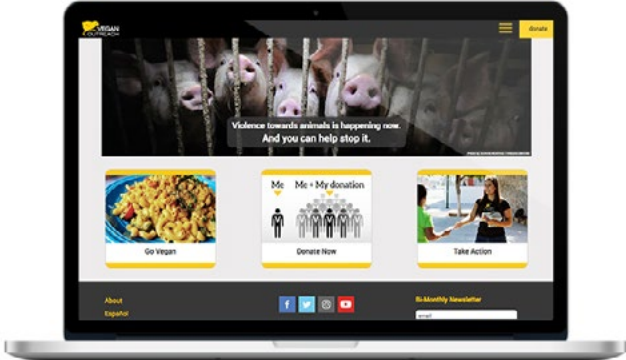 VEGAN
OUTREACH
donate
Violence towards animals is happening now.
And you can help stop it.
Me
Me + My donation
Go Vegan
Donate Now
Take Action
About
Español
Bi-Monthly Newsletter
email